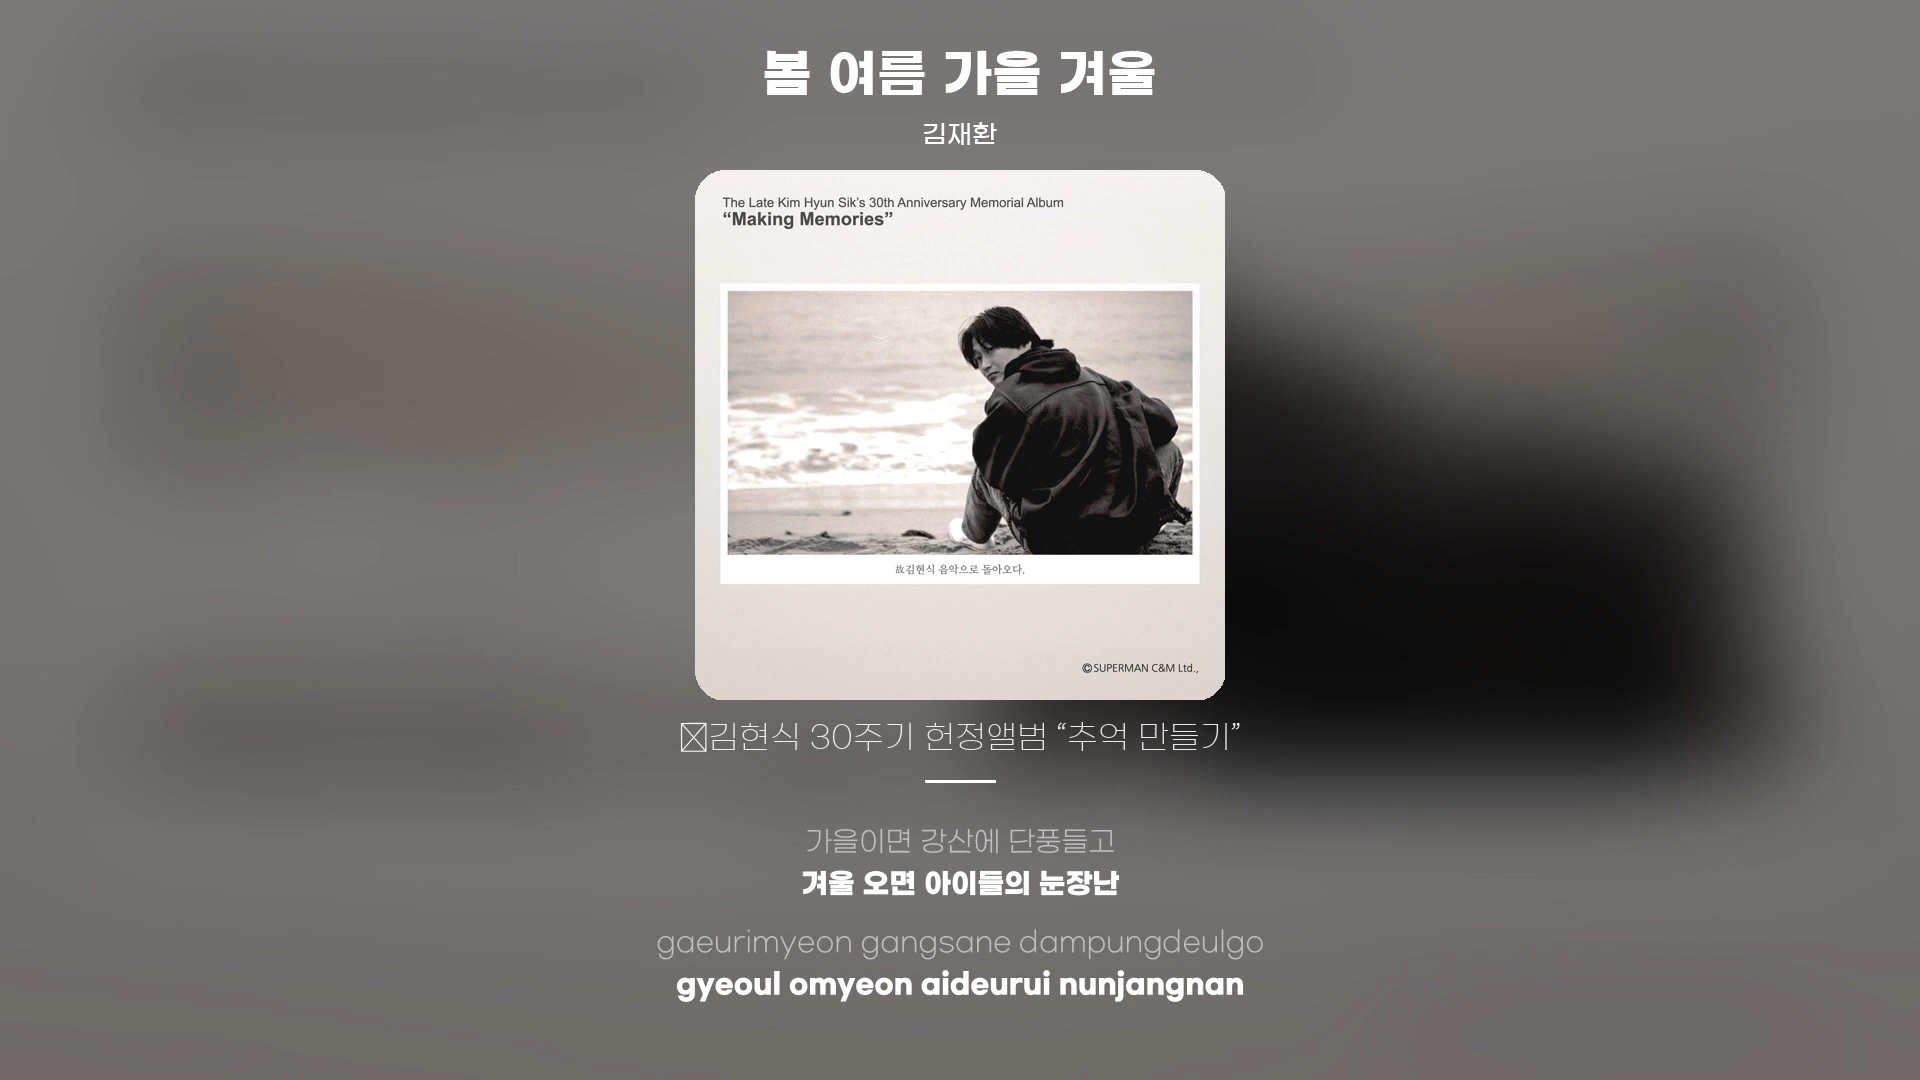 봄 여름 가을 겨울
김재환
The Late Kim Hyun Sik’s 30th Anniversary Memorial Album
“Making Memories”
故김현식 음악으로 돌아오다.
©SUPERMAN C&M Ltd.,
김현식 30주기 헌정앨범 “추억 만들기”
가을이면 강산에 단풍들고
겨울 오면 아이들의 눈장난
gaeurimyeon gangsane dampungdeulgo
gyeoul omyeon aideurui nunjangnan